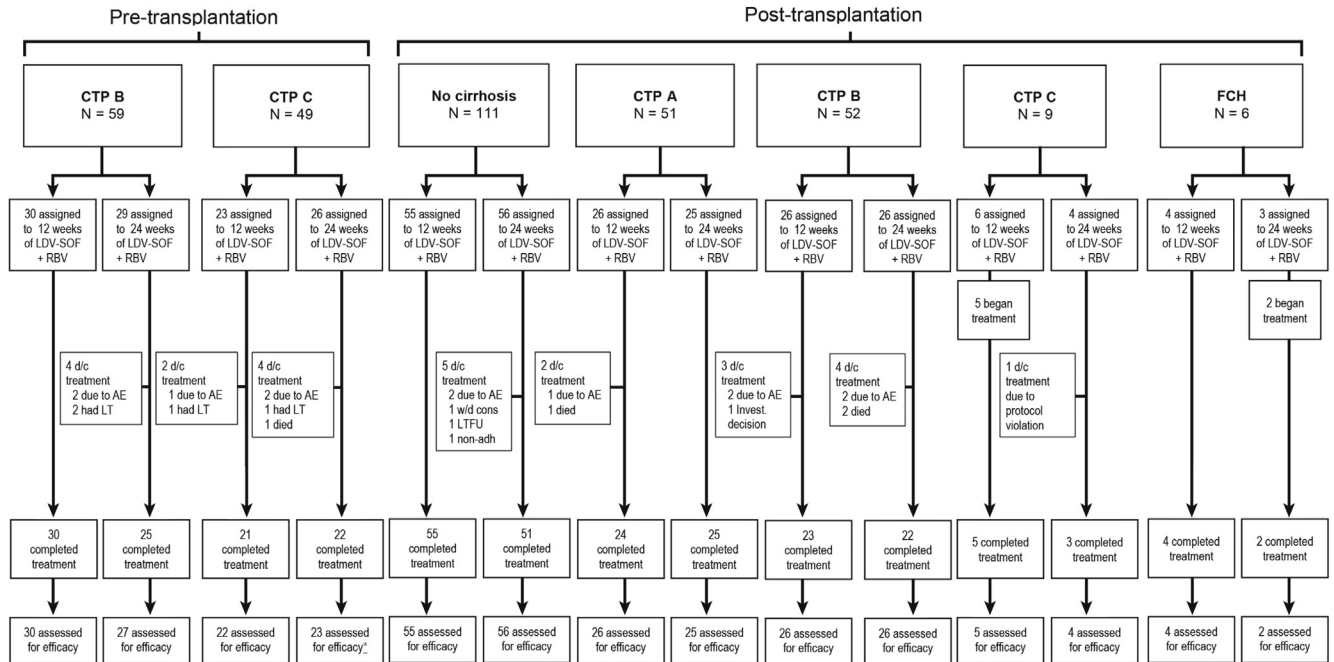 Pre-transplantation
Post-transplantation
CTP B
N = 59
CTP C
N = 49
No cirrhosis
N = 111
CTP A
N = 51
CTP B
N = 52
CTP C
N = 9
FCH
N = 6
30 assigned
to 12 weeks
of LDV-SOF
+ RBV
29 assigned
to 24 weeks
of LDV-SOF
+ RBV
23 assigned
to 12 weeks
of LDV-SOF
+ RBV
26 assigned
to 24 weeks
of LDV-SOF
+ RBV
55 assigned
to 12 weeks
of LDV-SOF
+ RBV
56 assigned
to 24 weeks
of LDV-SOF
+ RBV
26 assigned
to 12 weeks
of LDV-SOF
+ RBV
25 assigned
to 24 weeks
of LDV-SOF
+ RBV
26 assigned
to 12 weeks
of LDV-SOF
+ RBV
26 assigned
to 24 weeks
of LDV-SOF
+ RBV
6 assigned
to 12 weeks
of LDV-SOF
+ RBV
4 assigned
to 24 weeks
of LDV-SOF
+ RBV
4 assigned
to 12 weeks
of LDV-SOF
+ RBV
3 assigned
to 24 weeks
of LDV-SOF
+ RBV
5 began
treatment
2 began
treatment
4 d/c
treatment
2 due to AE
2 had LT
2 d/c
treatment
1 due to AE
1 had LT
4 d/c
treatment
2 due to AE
1 had LT
1 died
5 d/c
treatment
2 due to AE
1 w/d cons
1 LTFU
1 non-adh
2 d/c
treatment
1 due to AE
1 died
3 d/c
treatment
2 due to AE
1 Invest.
decision
4 d/c
treatment
2 due to AE
2 died
1 d/c
treatment
due to
protocol
violation
30
completed
treatment
25
completed
treatment
21
completed
treatment
22
completed
treatment
55
completed
treatment
51
completed
treatment
24
completed
treatment
25
completed
treatment
23
completed
treatment
22
completed
treatment
5 completed
treatment
3 completed
treatment
4 completed
treatment
2 completed
treatment
30 assessed
for efficacy
27 assessed
for efficacy
22 assessed
for efficacy
23 assessed
for efficacy*
55 assessed
for efficacy
56 assessed
for efficacy
26 assessed
for efficacy
25 assessed
for efficacy
26 assessed
for efficacy
26 assessed
for efficacy
5 assessed
for efficacy
4 assessed
for efficacy
4 assessed
for efficacy
2 assessed
for efficacy